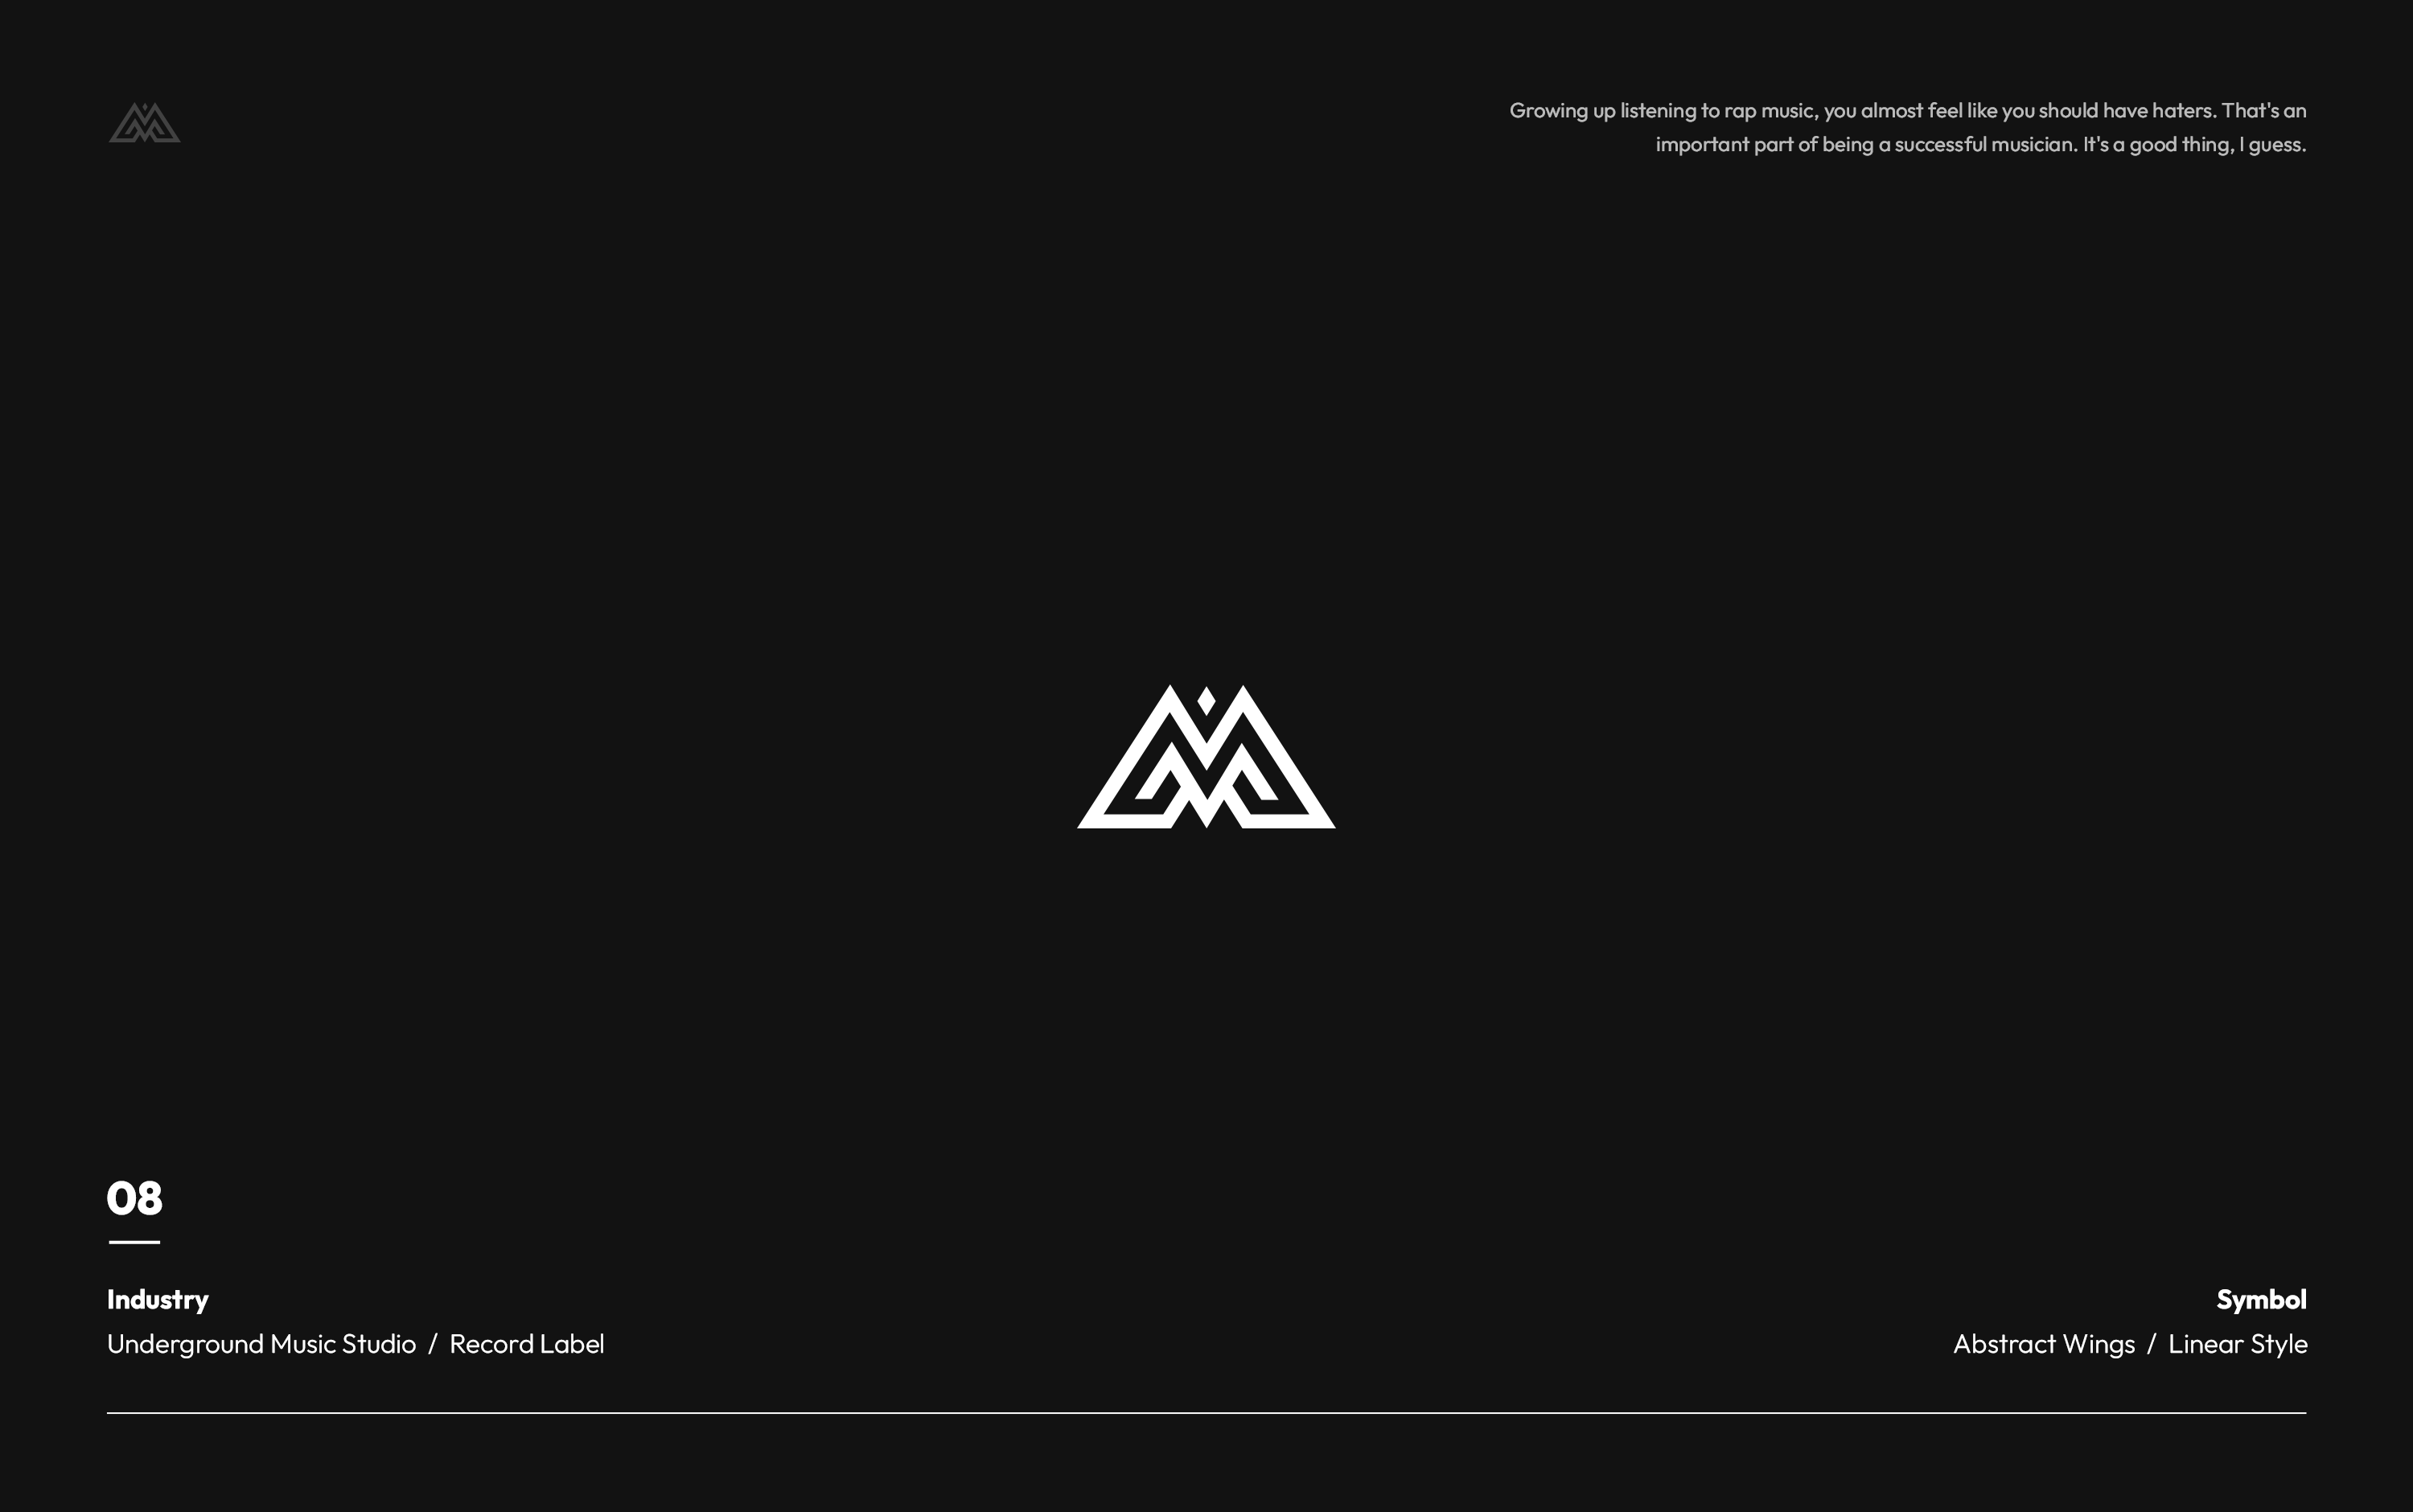 Growing up listening to rap music, you almost feel like you should have haters. That's an
important part of being a successful musician. It's a good thing, I guess.
08
Industry
Underground Music Studio / Record Label
Symbol
Abstract Wings / Linear Style